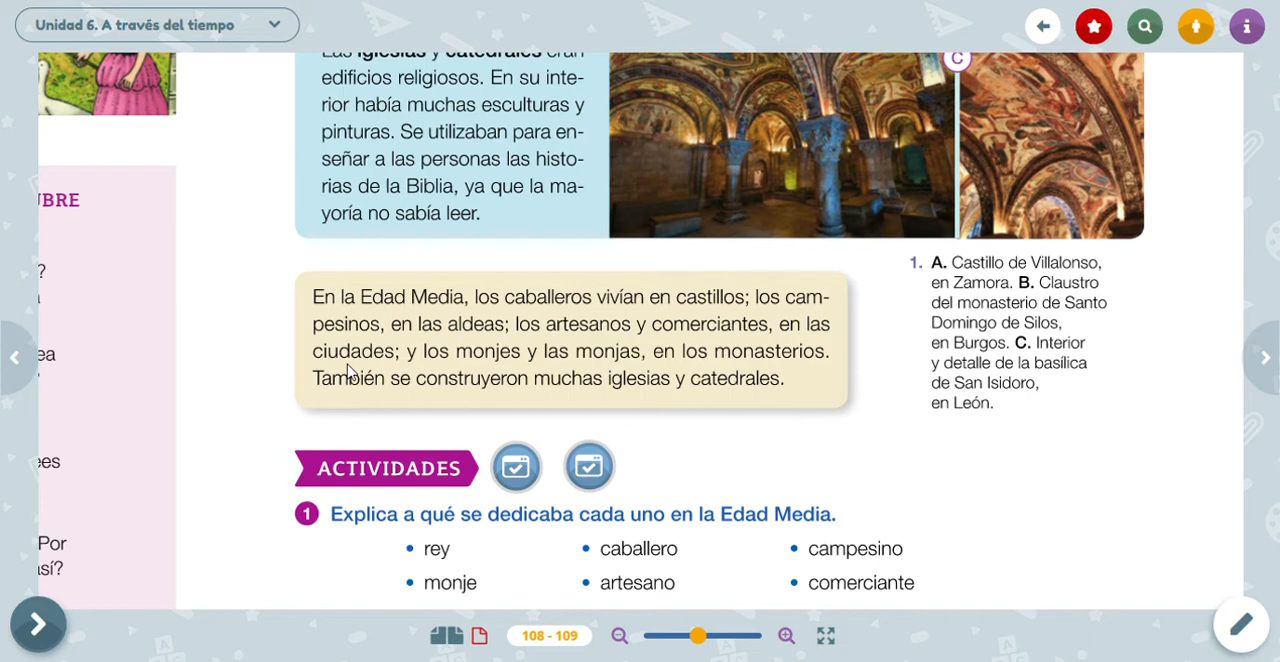 Unidad 6. A través del tiempo
Las iglesias y catedrales eran
edificios religiosos. En su inte-
rior había muchas esculturas y
pinturas. Se utilizaban para en-
señar a las personas las histo-
rias de la Biblia, ya que la ma-
yoría no sabía leer.
C
UBRE
?
ea
ees
Por
así?
1. A. Castillo de Villalonso,
en Zamora. B. Claustro
del monasterio de Santo
Domingo de Silos,
en Burgos. C. Interior
y detalle de la basílica
de San Isidoro,
en León.
En la Edad Media, los caballeros vivían en castillos; los cam-
pesinos, en las aldeas; los artesanos y comerciantes, en las
ciudades; y los monjes y las monjas, en los monasterios.
También se construyeron muchas iglesias y catedrales.
ACTIVIDADES
1 Explica a qué se dedicaba cada uno en la Edad Media.
• rey • caballero • campesino
• monje • artesano • comerciante
108 - 109